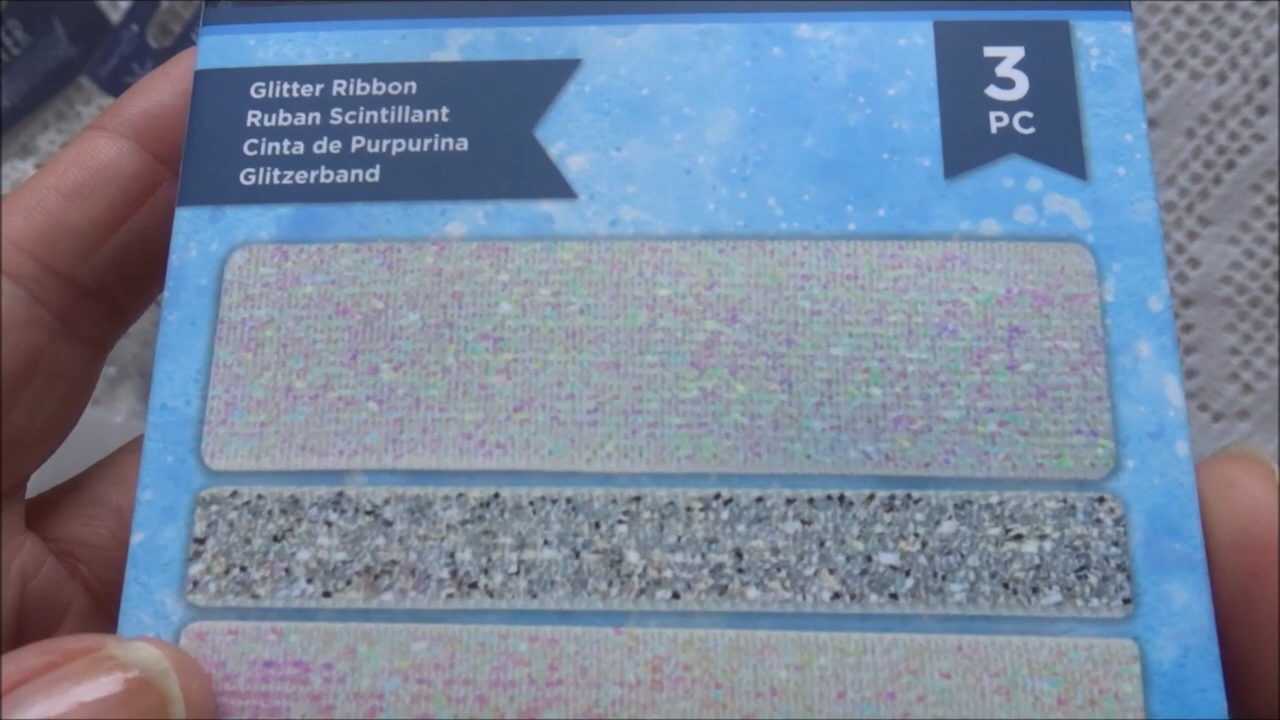 Glitter Ribbon
Ruban Scintillant
Cinta de Purpurina
Glitzerband
3
PC